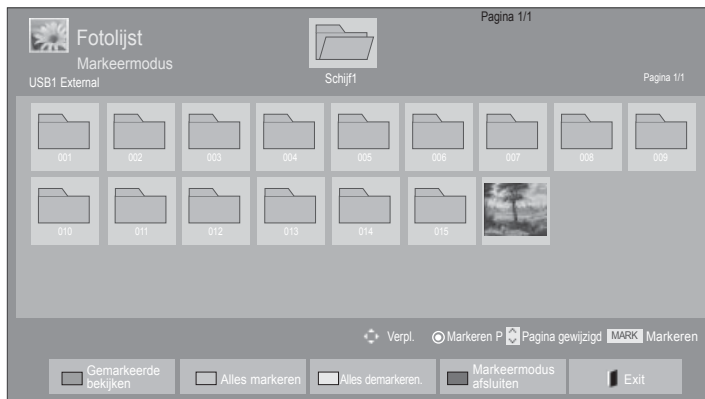 Pagina 1/1
Fotolijst
Markeermodus
USB1 External
Schijf1
Pagina 1/1
001 002 003 004 005 006 007 008 009
010 011 012 013 014 015
Verpl. Markeren P Pagina gewijzigd MARK Markeren
Gemarkeerde bekijken
Alles markeren
Alles demarkeren.
Markeermodus afsluiten
Exit